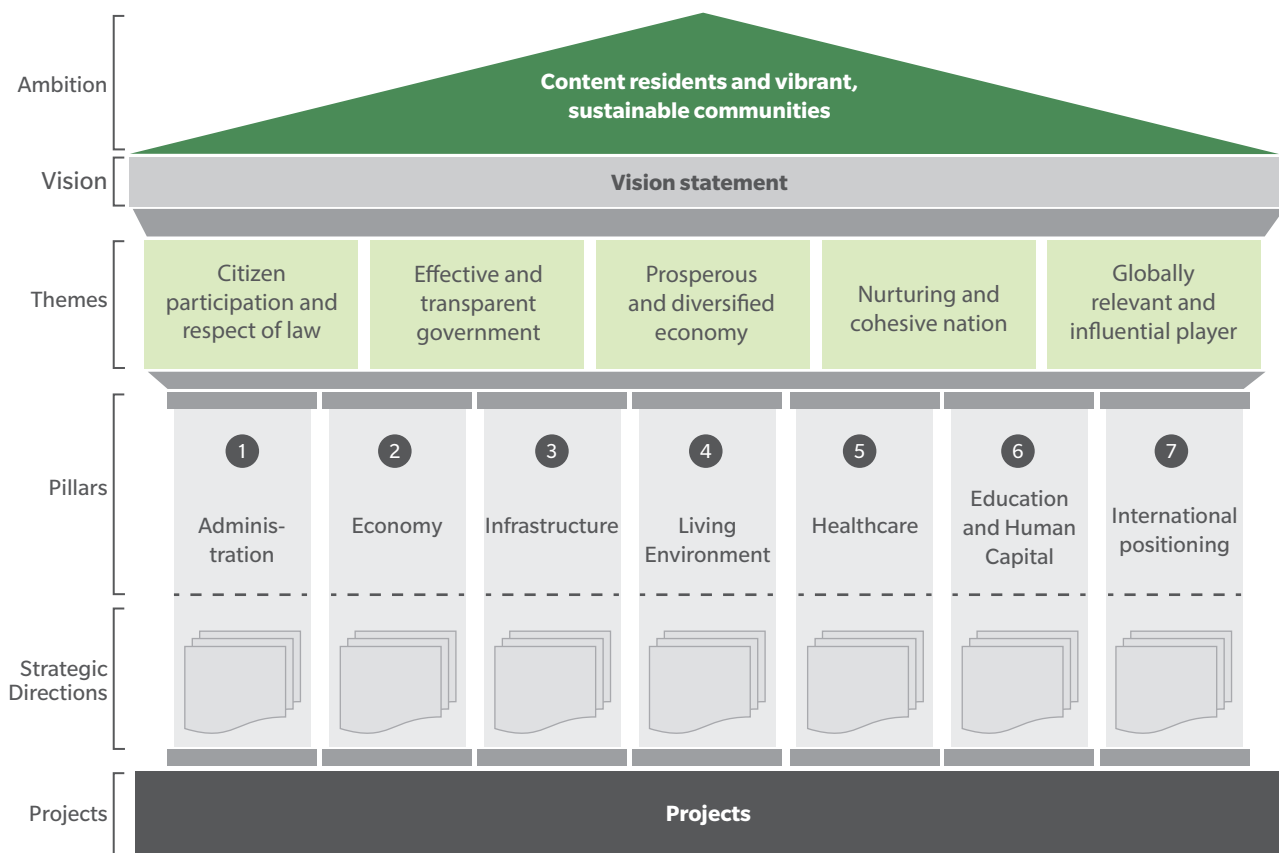 Ambition
Content residents and vibrant,
sustainable communities
Vision
Vision statement
Themes
Citizen
participation and
respect of law
Effective and
transparent
government
Prosperous
and diversified
economy
Nurturing and
cohesive nation
Globally
relevant and
influential player
Pillars
1
Adminis-
tration
2
Economy
3
Infrastructure
4
Living
Environment
5
Healthcare
6
Education
and Human
Capital
7
International
positioning
Strategic
Directions
Projects
Projects